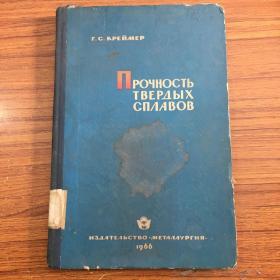 Г. С. КРЕЙМЕР
ПРОЧНОСТЬ
ТВЕРДЫХ
СПЛАВОВ
ИЗДАТЕЛЬСТВО «МЕТАЛЛУРГИЯ»
1966